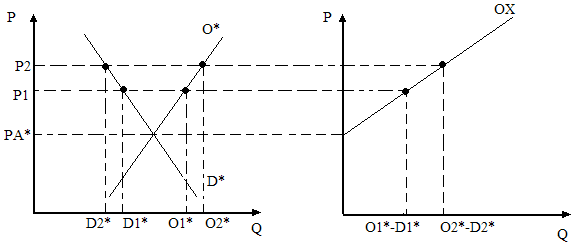 P
O*
P2
P1
PA*
D*
D2*
D1*
O1*
O2*
Q
P
OX
O1*-D1*
O2*-D2*
Q